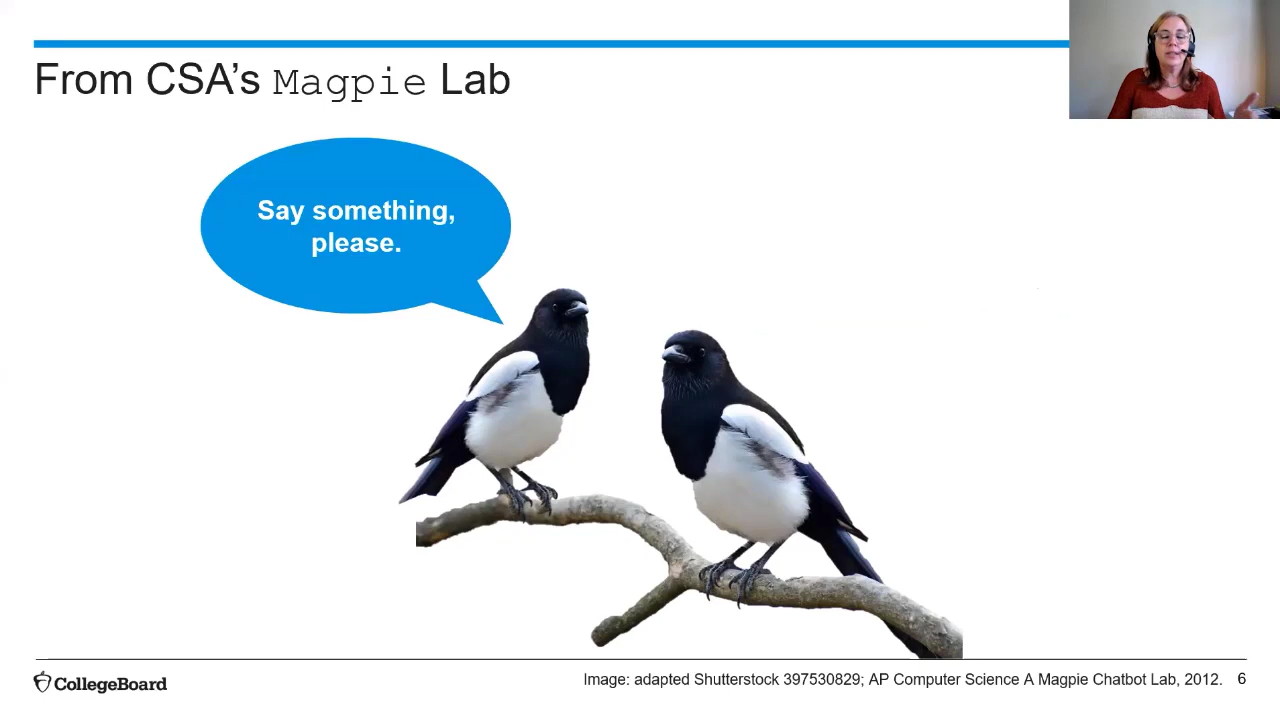 From CSA’s Magpie Lab
Say something,
please.
CollegeBoard
Image: adapted Shutterstock 397530829; AP Computer Science A Magpie Chatbot Lab, 2012. 6